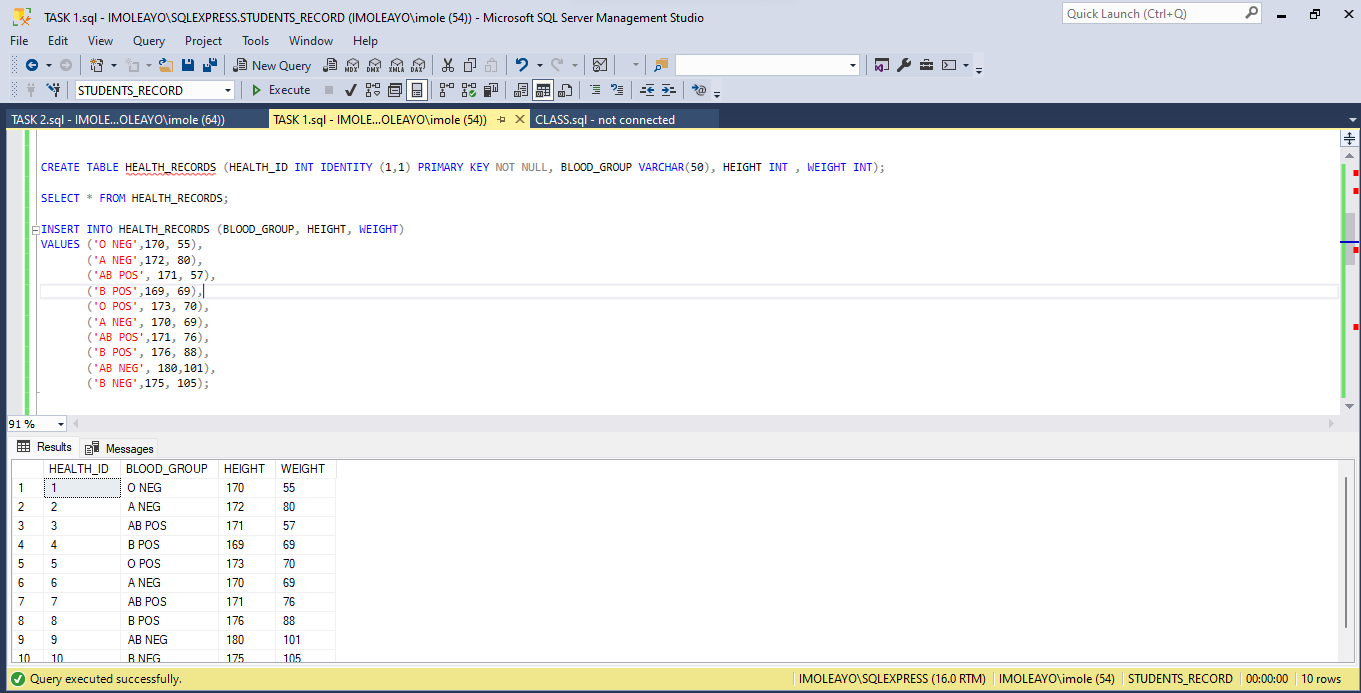 TASK 1.sql - IMOLEAYO\SQLEXPRESS.STUDENTS_RECORD (IMOLEAYO\imole (54)) - Microsoft SQL Server Management Studio
Quick Launch (Ctrl+Q)
File Edit View Query Project Tools Window Help
New Query MDX DMX XMLA DAX
STUDENTS_RECORD Execute
TASK 2.sql - IMOLE...OLEAYO\imole (64)) TASK 1.sql - IMOLE...OLEAYO\imole (54)) CLASS.sql - not connected
CREATE TABLE HEALTH_RECORDS (HEALTH_ID INT IDENTITY (1,1) PRIMARY KEY NOT NULL, BLOOD_GROUP VARCHAR(50), HEIGHT INT , WEIGHT INT);
SELECT * FROM HEALTH_RECORDS;
INSERT INTO HEALTH_RECORDS (BLOOD_GROUP, HEIGHT, WEIGHT)
VALUES ('O NEG',170, 55),
('A NEG',172, 80),
('AB POS', 171, 57),
('B POS',169, 69),
('O POS', 173, 70),
('A NEG', 170, 69),
('AB POS',171, 76),
('B POS', 176, 88),
('AB NEG', 180,101),
('B NEG',175, 105);
91 %
Results Messages
HEALTH_ID BLOOD_GROUP HEIGHT WEIGHT
1 1 O NEG 170 55
2 2 A NEG 172 80
3 3 AB POS 171 57
4 4 B POS 169 69
5 5 O POS 173 70
6 6 A NEG 170 69
7 7 AB POS 171 76
8 8 B POS 176 88
9 9 AB NEG 180 101
10 10 B NEG 175 105
Query executed successfully. IMOLEAYO\SQLEXPRESS (16.0 RTM) IMOLEAYO\imole (54) STUDENTS_RECORD 00:00:00 10 rows